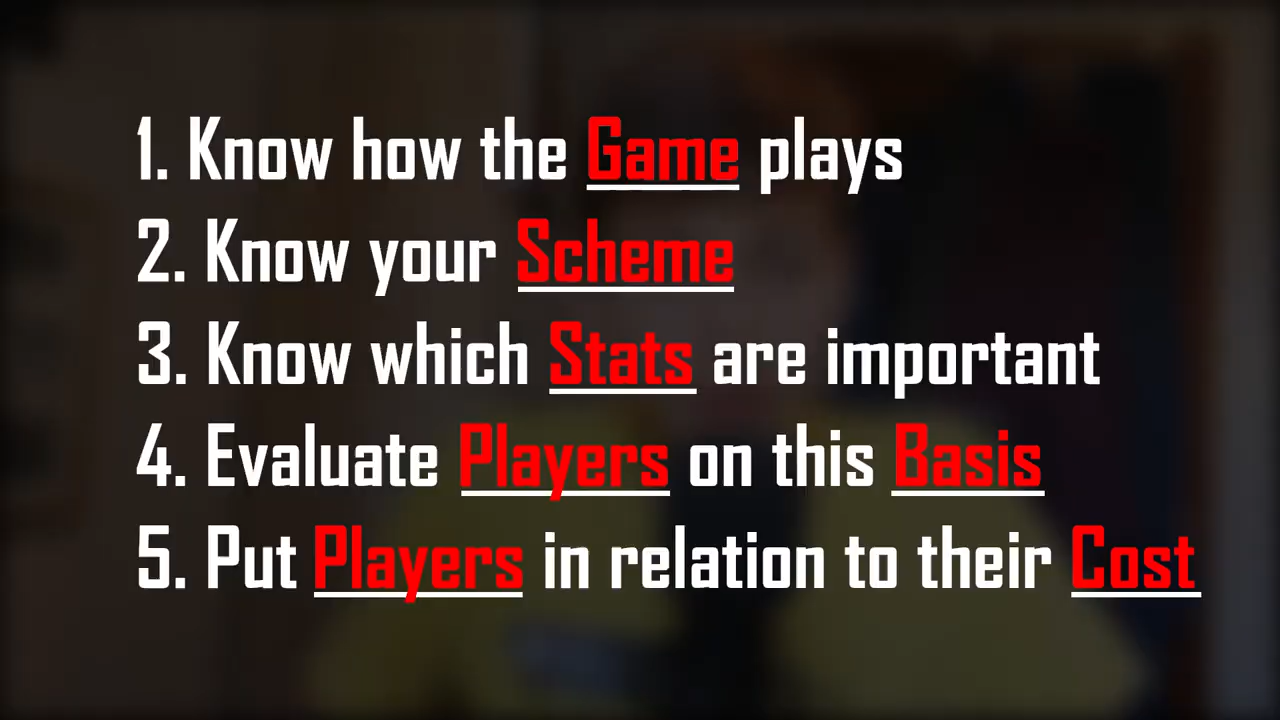 1. Know how the Game plays
2. Know your Scheme
3. Know which Stats are important
4. Evaluate Players on this Basis
5. Put Players in relation to their Cost